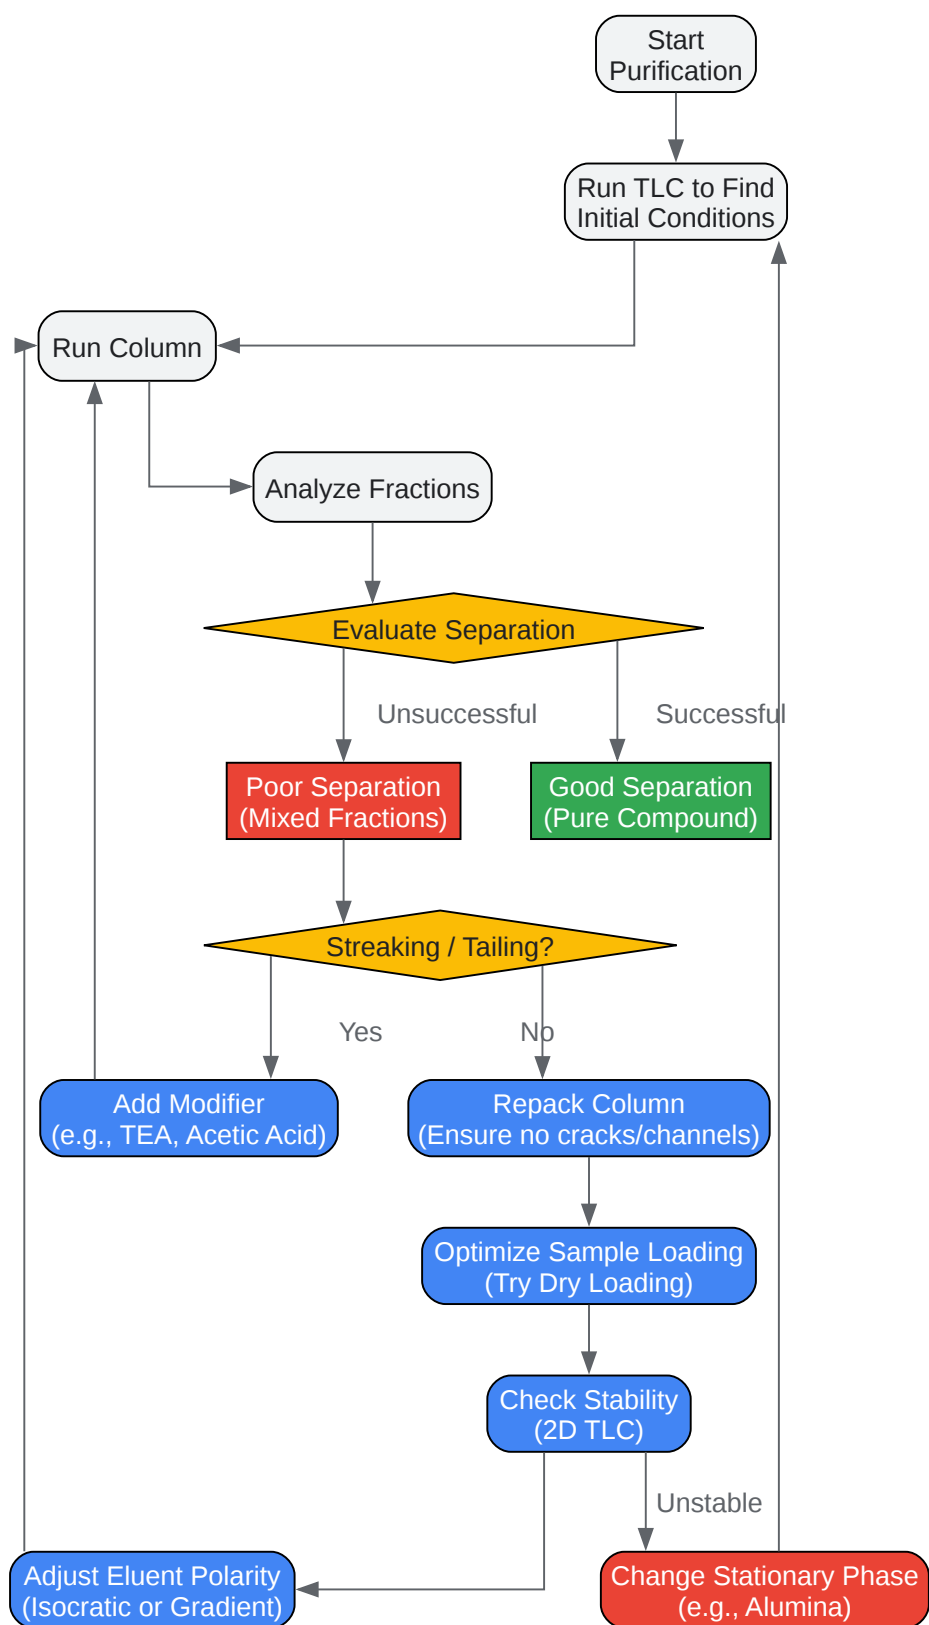 Start
Purification
Run TLC to Find
Initial Conditions
Run Column
Analyze Fractions
Evaluate Separation
Unsuccessful
Successful
Poor Separation
(Mixed Fractions)
Good Separation
(Pure Compound)
Streaking / Tailing?
Yes
No
Add Modifier
(e.g., TEA, Acetic Acid)
Repack Column
(Ensure no cracks/channels)
Optimize Sample Loading
(Try Dry Loading)
Check Stability
(2D TLC)
Unstable
Adjust Eluent Polarity
(Isocratic or Gradient)
Change Stationary Phase
(e.g., Alumina)